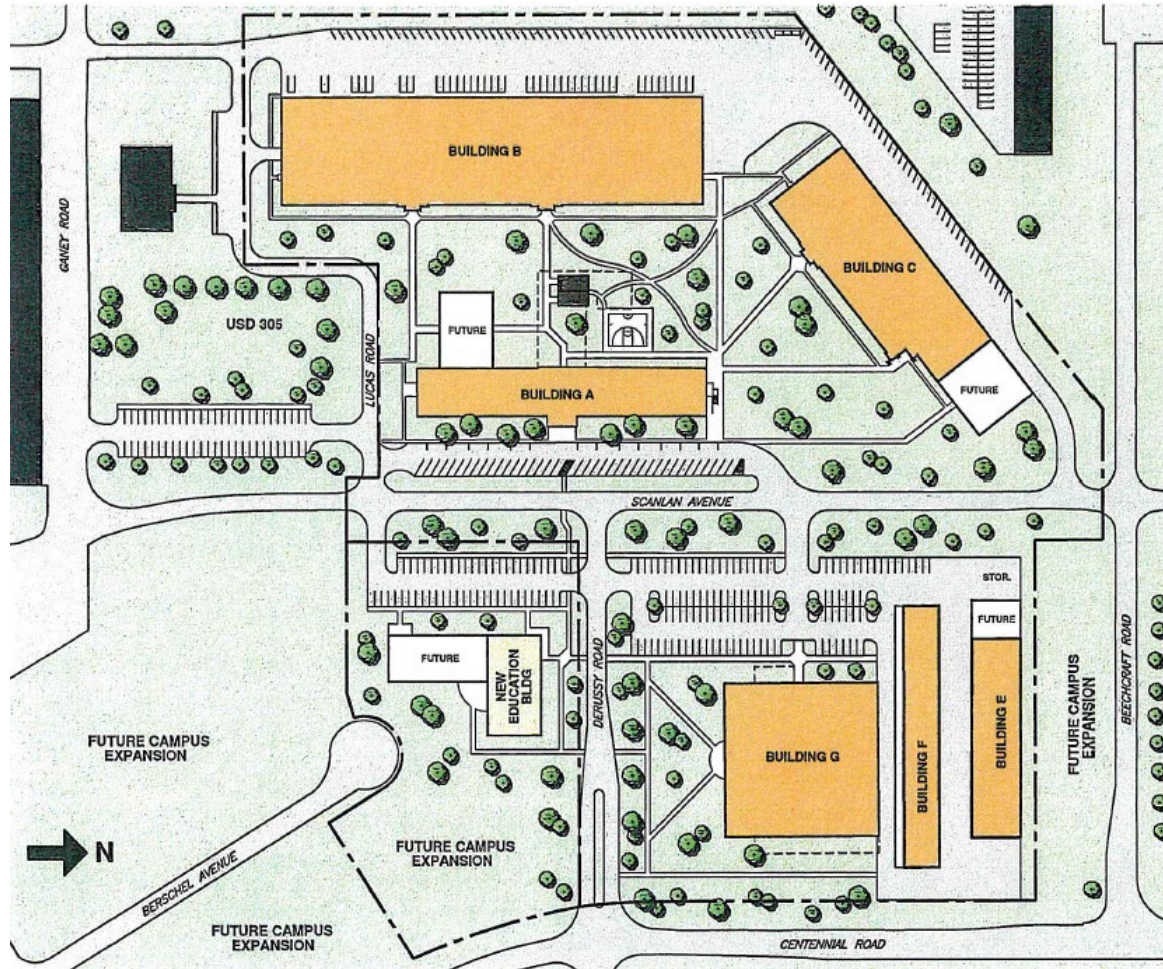 BUILDING B
GANEY ROAD
BUILDING C
USD 305
FUTURE
LUCAS ROAD
BUILDING A
FUTURE
SCANLAN AVENUE
STOR.
FUTURE
FUTURE
NEW
EDUCATION
BLDG
DERUSSY ROAD
BUILDING G
BUILDING F
BUILDING E
FUTURE CAMPUS
EXPANSION
BEECHCRAFT ROAD
FUTURE CAMPUS
EXPANSION
N
BERSCHEL AVENUE
FUTURE CAMPUS
EXPANSION
FUTURE CAMPUS
EXPANSION
CENTENNIAL ROAD